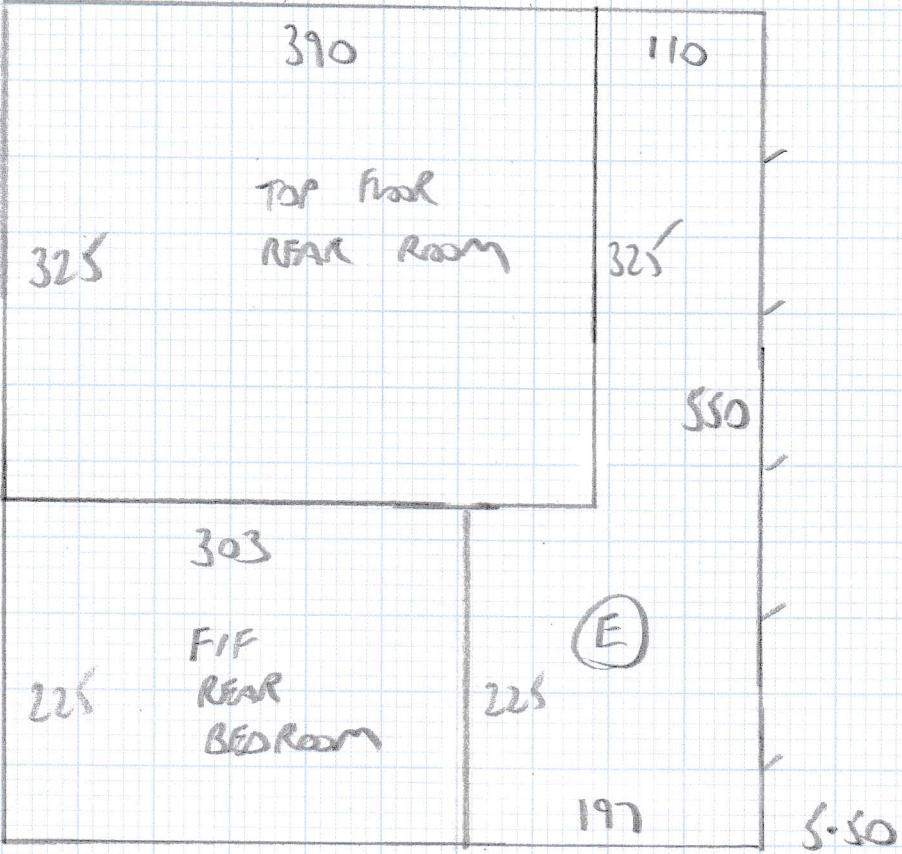 390
110
TOP FLOOR
REAR ROOM
325
325
550
303
F/F
REAR
BEDROOM
225
225
E
197
5.50